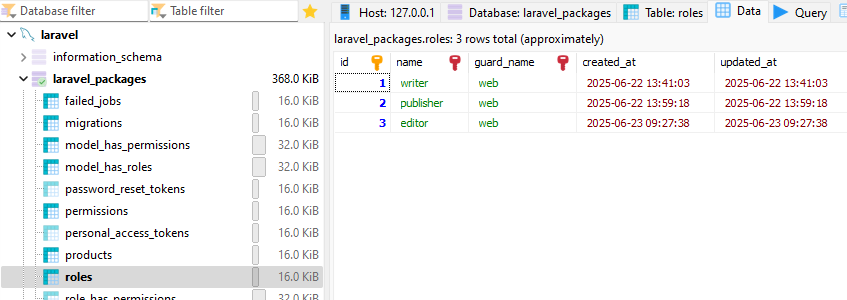 Database filter
Table filter
Host: 127.0.0.1
Database: laravel_packages
Table: roles
Data
Query
laravel
information_schema
laravel_packages 368.0 KiB
failed_jobs 16.0 KiB
migrations 16.0 KiB
model_has_permissions 32.0 KiB
model_has_roles 32.0 KiB
password_reset_tokens 16.0 KiB
permissions 16.0 KiB
personal_access_tokens 16.0 KiB
products 16.0 KiB
roles 16.0 KiB
role_has_permissions 32.0 KiB
laravel_packages.roles: 3 rows total (approximately)
id name guard_name created_at updated_at
1 writer web 2025-06-22 13:41:03 2025-06-22 13:41:03
2 publisher web 2025-06-22 13:59:18 2025-06-22 13:59:18
3 editor web 2025-06-23 09:27:38 2025-06-23 09:27:38